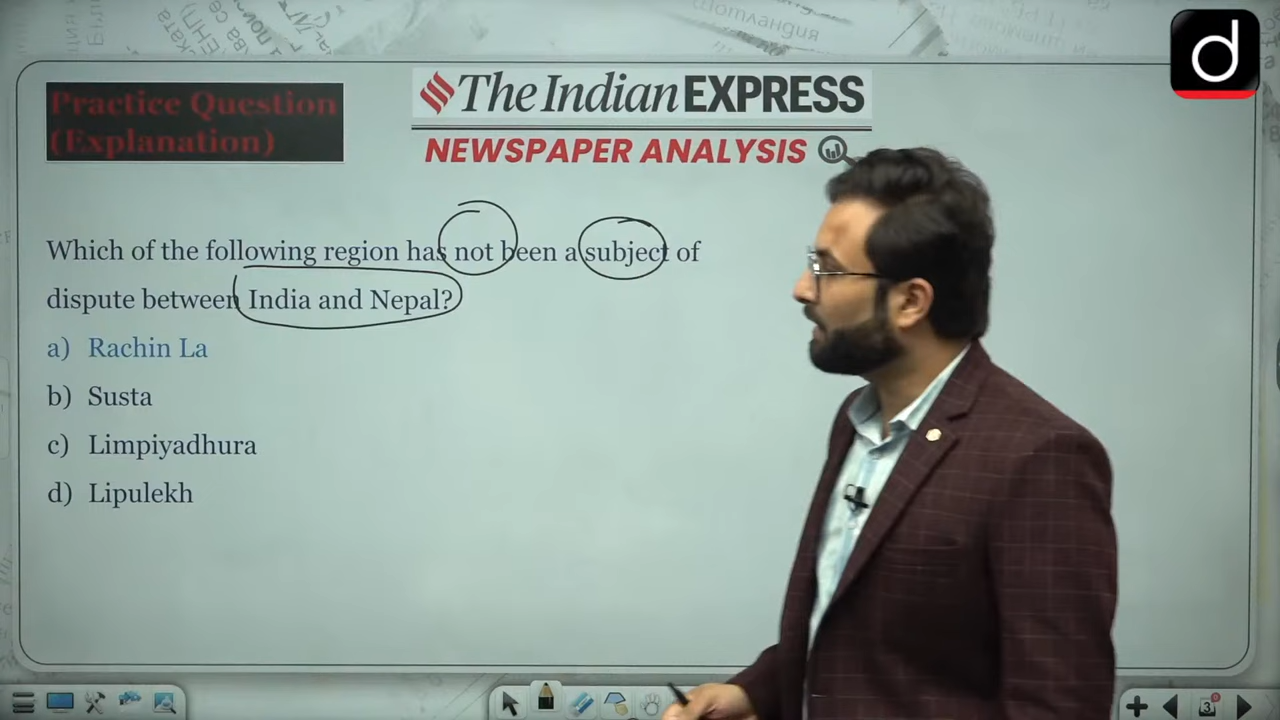 Practice Question
(Explanation)
The Indian EXPRESS
NEWSPAPER ANALYSIS
d
Which of the following region has not been a subject of
dispute between India and Nepal?
a) Rachin La
b) Susta
c) Limpiyadhura
d) Lipulekh
3